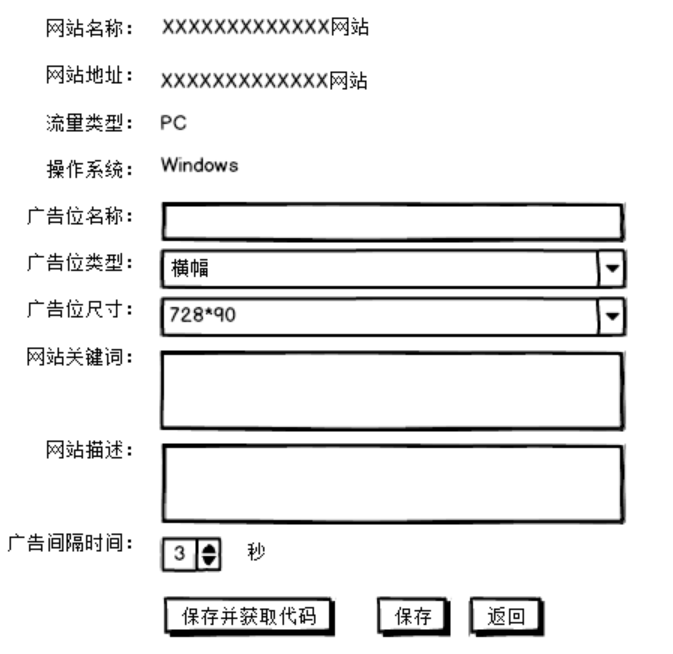 网站名称： XXXXXXXXXXXXX网站
网站地址： XXXXXXXXXXXXX网站
流量类型： PC
操作系统： Windows
广告位名称：
广告位类型： 横幅
广告位尺寸： 728*90
网站关键词：
网站描述：
广告间隔时间： 3 秒
保存并获取代码 保存 返回